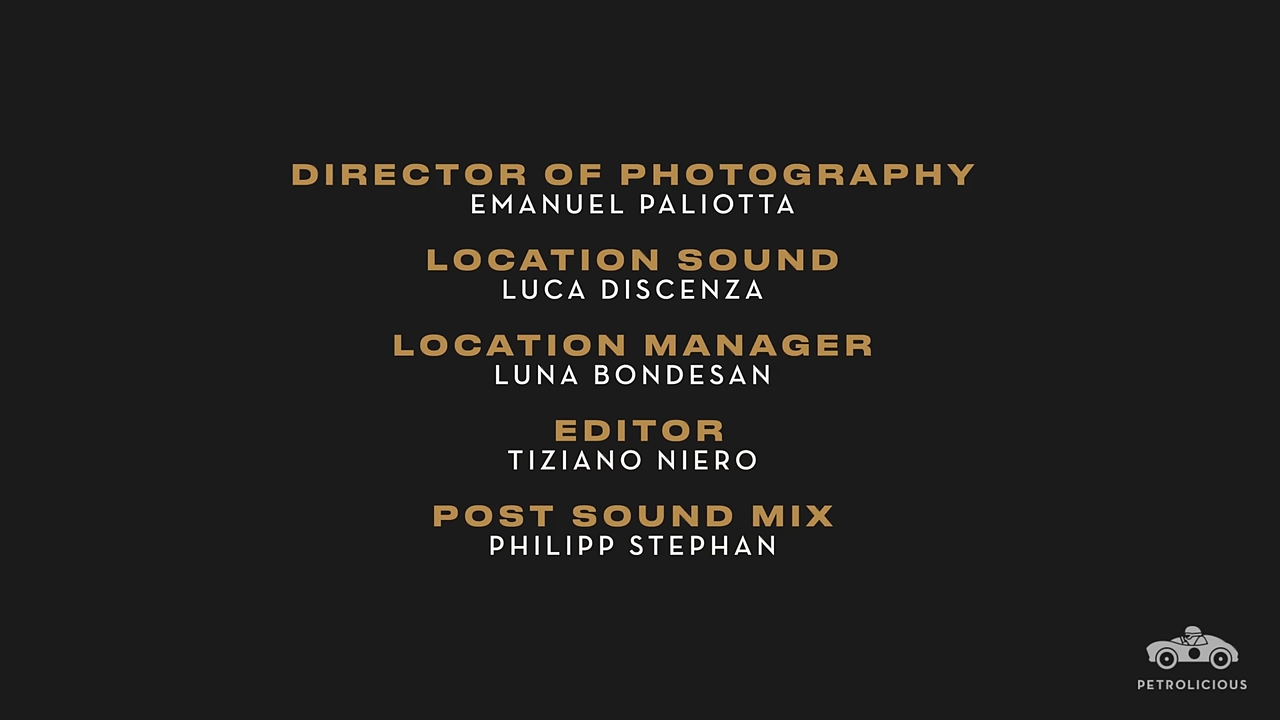 DIRECTOR OF PHOTOGRAPHY
EMANUEL PALIOTTA
LOCATION SOUND
LUCA DISCENZA
LOCATION MANAGER
LUNA BONDESAN
EDITOR
TIZIANO NIERO
POST SOUND MIX
PHILIPP STEPHAN
PETROLICIOUS